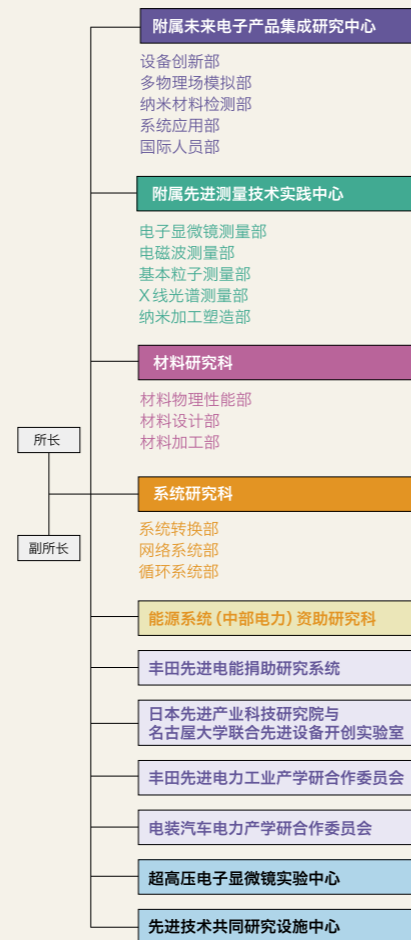 附属未来电子产品集成研究中心
设备创新部
多物理场模拟部
纳米材料检测部
系统应用部
国际人员部
附属先进测量技术实践中心
电子显微镜测量部
电磁波测量部
基本粒子测量部
X线光谱测量部
纳米加工塑造部
材料研究科
材料物理性能部
材料设计部
材料加工部
所长
副所长
系统研究科
系统转换部
网络系统部
循环系统部
能源系统(中部电力)资助研究科
丰田先进电能捐助研究系统
日本先进产业科技研究院与
名古屋大学联合先进设备开创实验室
丰田先进电力工业产学研合作委员会
电装汽车电力产学研合作委员会
超高压电子显微镜实验中心
先进技术共同研究设施中心